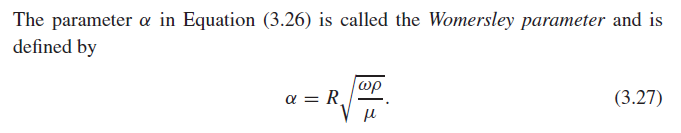 The parameter α in Equation (3.26) is called the Womersley parameter and is
defined by
α = R√(ωρ/μ). (3.27)